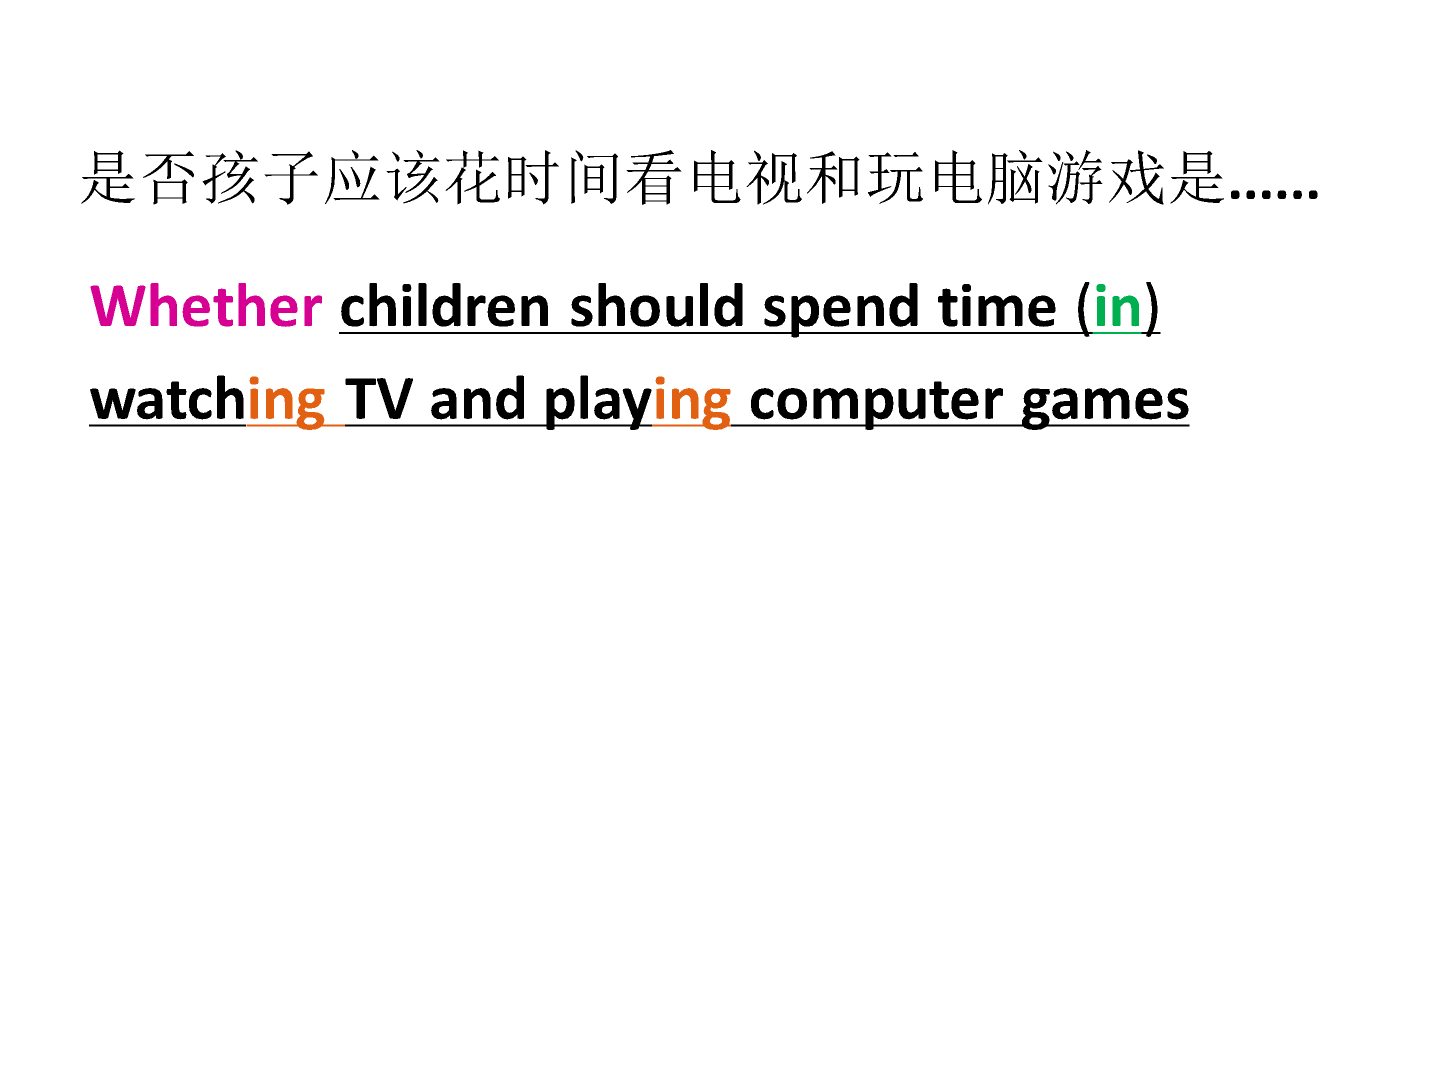 是否孩子应该花时间看电视和玩电脑游戏是......
Whether children should spend time (in)
watching TV and playing computer games